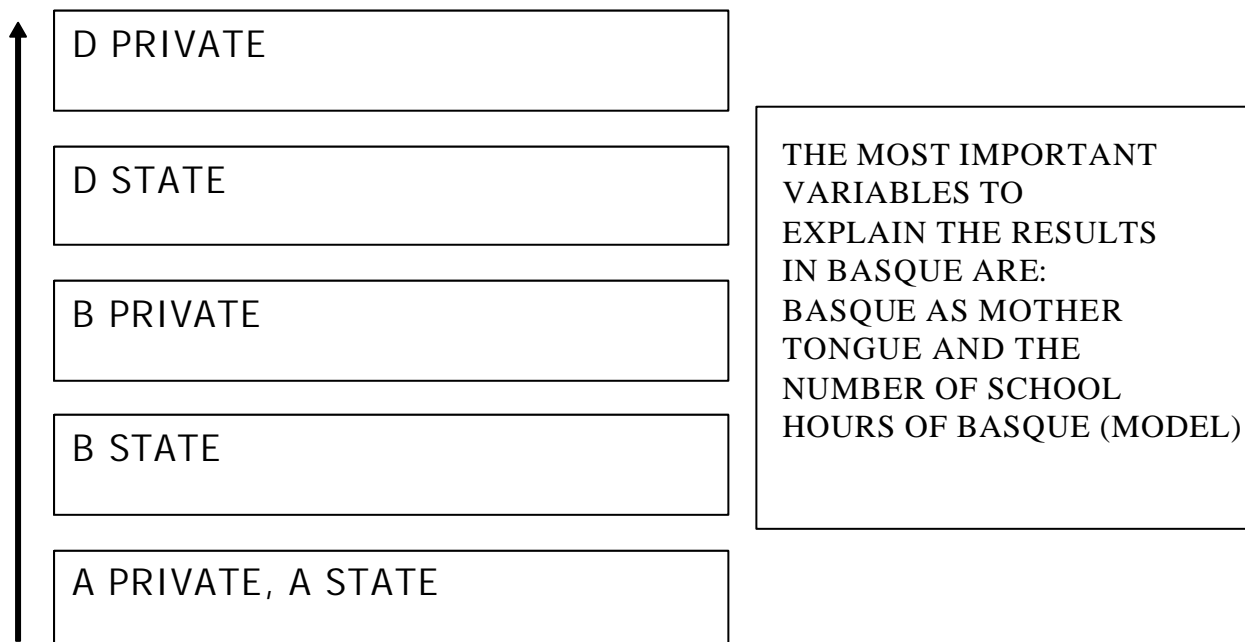 D PRIVATE
D STATE
B PRIVATE
B STATE
A PRIVATE, A STATE
THE MOST IMPORTANT
VARIABLES TO
EXPLAIN THE RESULTS
IN BASQUE ARE:
BASQUE AS MOTHER
TONGUE AND THE
NUMBER OF SCHOOL
HOURS OF BASQUE (MODEL)